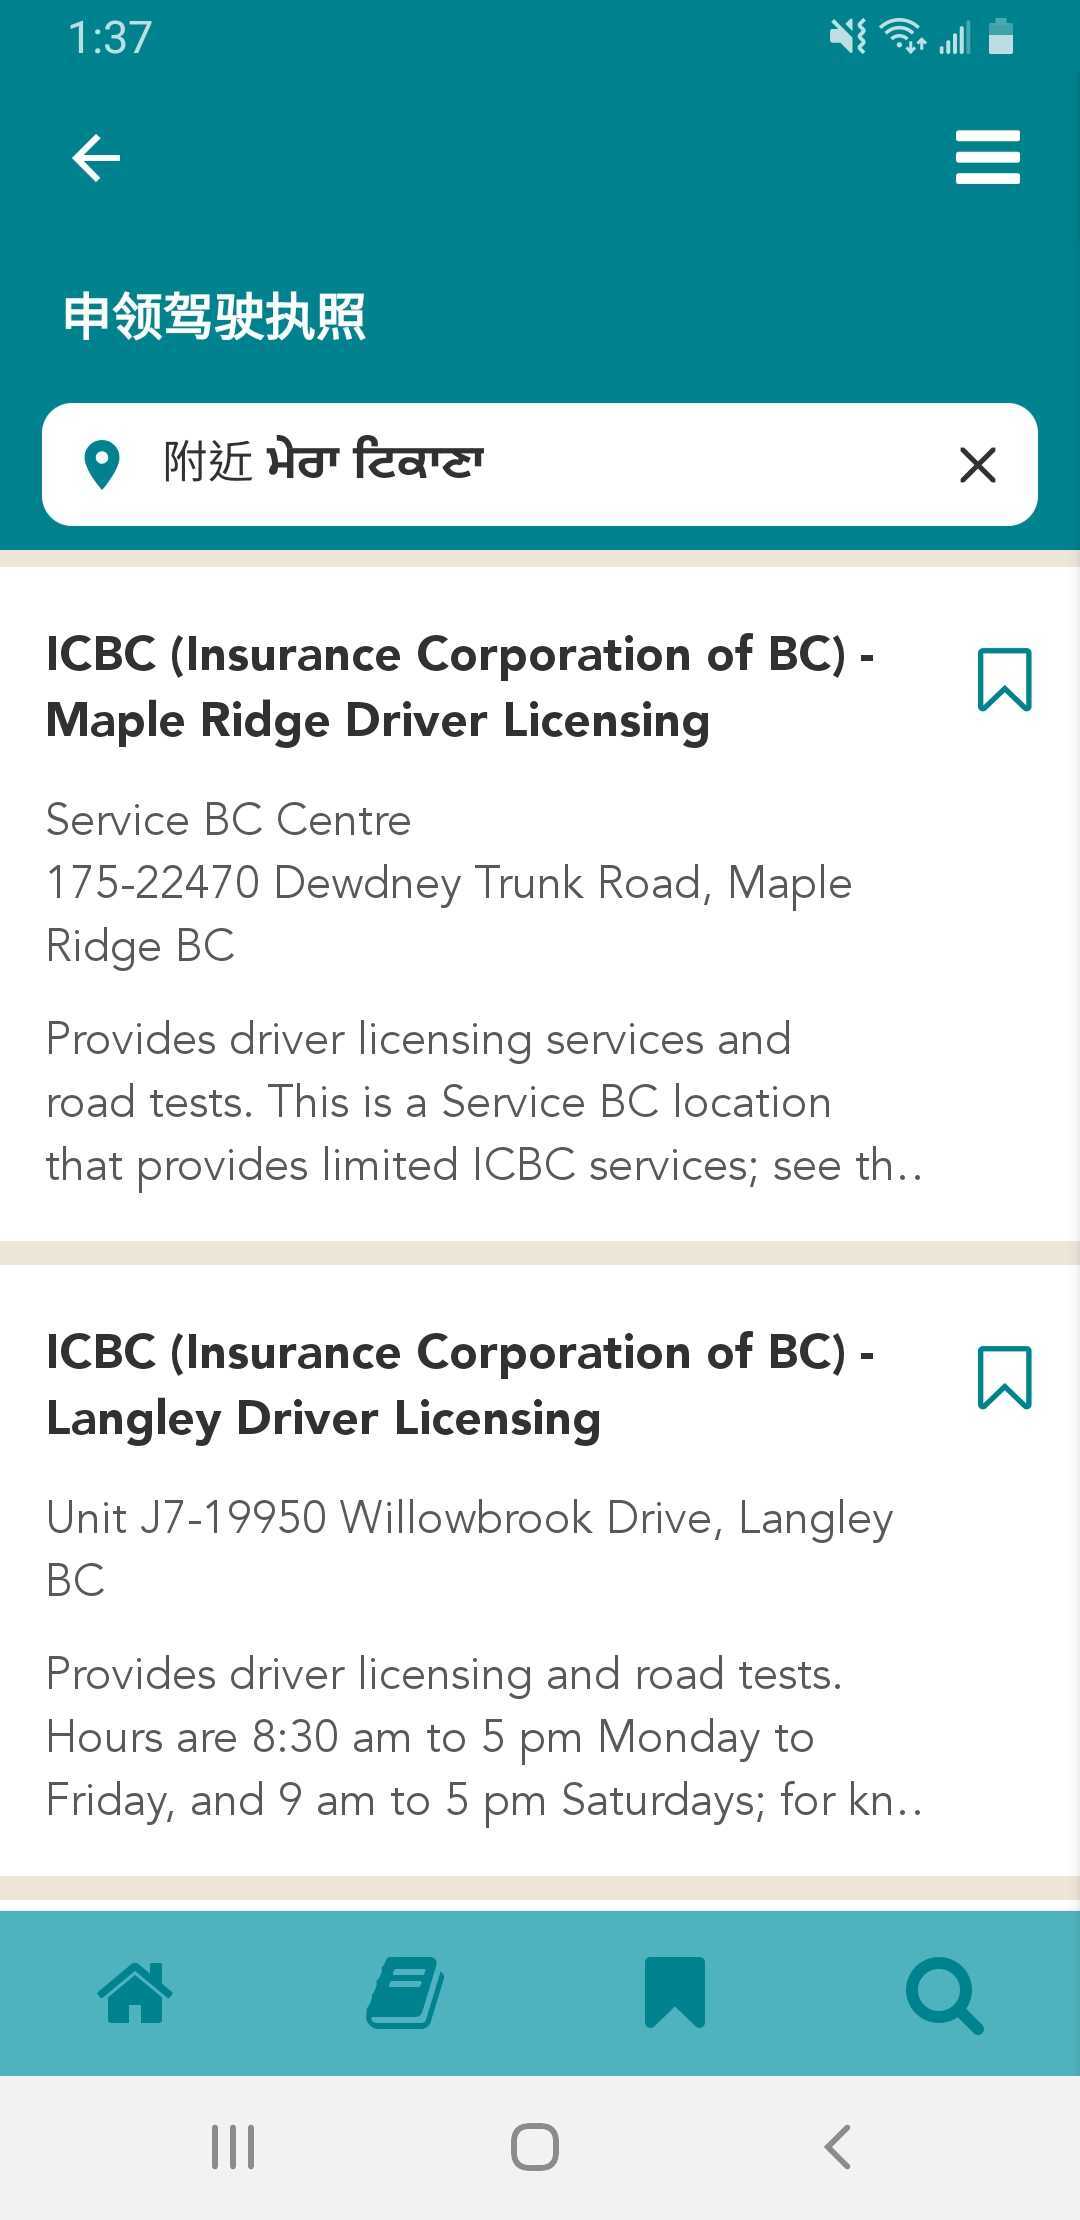 1:37
申领驾驶执照
附近 ਮੇਰਾ ਟਿਕਾਣਾ
ICBC (Insurance Corporation of BC) -
Maple Ridge Driver Licensing
Service BC Centre
175-22470 Dewdney Trunk Road, Maple
Ridge BC
Provides driver licensing services and
road tests. This is a Service BC location
that provides limited ICBC services; see th..
ICBC (Insurance Corporation of BC) -
Langley Driver Licensing
Unit J7-19950 Willowbrook Drive, Langley
BC
Provides driver licensing and road tests.
Hours are 8:30 am to 5 pm Monday to
Friday, and 9 am to 5 pm Saturdays; for kn..